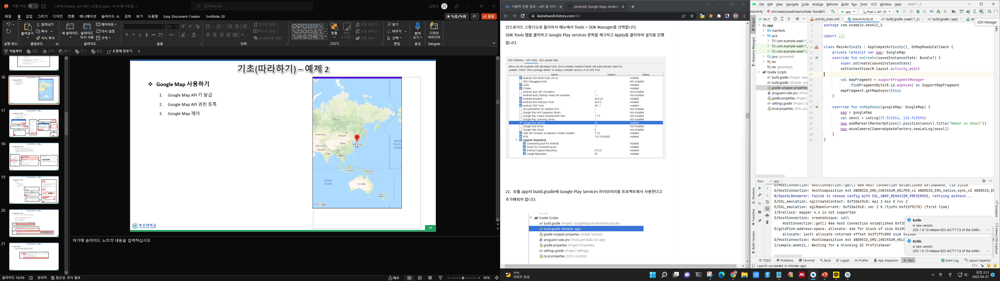 자동 저장
11주차_firebase, API_혜주_v3(형건).pptx • 이 PC에 저장됨
검색(Alt+Q)
김형건
파일 홈 삽입 그리기 디자인 전환 애니메이션 슬라이드 쇼 검토 보기 도움말 Easy Document Creator EndNote 20
녹음/녹화 공유
붙여넣기 잘라내기 복사 서식 복사
새 슬라이드 슬라이드 다시 사용 레이아웃 다시 설정 구역
28
텍스트 방향 텍스트 맞춤 SmartArt로 변환
정렬 빠른 스타일 도형 채우기 도형 윤곽선 도형 효과
찾기 바꾸기 선택
받아쓰기 디자인 아이디어
실행 취소 클립보드 슬라이드 글꼴 단락 그리기 편집 음성 Designer
처음부터 결합 교차 빼기 조각 통합 도형에 맞추기
16
17
18
19
20
21
기초(따라하기) – 예제 2
❖ Google Map 사용하기
1. Google Map API 키 발급
2. Google Map API 권한 등록
3. Google Map 제어
Russia
Kazakhstan
Mongolia
China
South Korea
Afghanistan
Pakistan
India
Thailand
Indonesia
Papua New Guinea
North Pacific Ocean
Indian Ocean
Australia
New Zealand
Google
부산대학교
16
여기에 슬라이드 노트의 내용을 입력하십시오
슬라이드 16/59 한국어 접근성: 조사 필요
메모 92%
API 사용자 인증 정보 – API 및 서비스
[android] Google Maps Android
keinetwork.tistory.com/64
안드로이드 스튜디오로 돌아와서 메뉴에서 Tools > SDK Manager를 선택합니다.
SDK Tools 탭을 클릭하고 Google Play services 항목을 체크하고 Apply를 클릭하여 설치를 진행
합니다.
SDK Platforms SDK Tools SDK Update Sites
Below are the available SDK developer tools. Once installed, Android Studio will automatically check for
updates. Check "show package details" to display available versions of an SDK Tool.
Name Version Status
Android SDK Build-Tools 29-rc2 Installed
GPU Debugging tools Not installed
LLDB Installed
CMake Installed
Android Auto API Simulators 1 Not installed
Android Auto Desktop Head Unit emulator 1.1 Not installed
Android Emulator 28.0.25 Installed
Android SDK Platform-Tools 28.0.2 Installed
Android SDK Tools 26.1.1 Installed
Documentation for Android SDK 1 Not installed
Google Play APK Expansion library 1 Not installed
Google Play Instant Development SDK 1.7.0 Not installed
Google Play Licensing Library 1 Not installed
Google Play services 49 Installed
Google USB Driver 11 Not installed
Google Web Driver 2 Not installed
Intel x86 Emulator Accelerator (HAXM installer) 7.3.2 Installed
NDK 19.2.5345600 Installed
Support Repository
ConstraintLayout for Android Installed
Solver for ConstraintLayout Installed
Android Support Repository 47.0.0 Installed
Google Repository 58 Installed
21. 모듈 app의 build.gradle에 Google Play Services 라이브러리를 프로젝트에서 사용한다고
추가해줘야 합니다.
Gradle Scripts
build.gradle (Project: GoogleMapsAndroidAPIExample)
build.gradle (Module: app)
gradle-wrapper.properties (Gradle Version)
proguard-rules.pro (ProGuard Rules for app)
gradle.properties (Project Properties)
settings.gradle (Project Settings)
local.properties (SDK Location)
File Edit View Navigate Code Analyze Refactor Build Run Tools VCS Window Help week11_2
inActivity onCreate(savedInstanceState: Bundle?) app Pixel 2 API 30
activity_main.xml MainActivity.kt build.gradle (week11_2) build.gradle (:app)
SDK Manager
Project
Resource Manager
Structure
Favorites
Build Variants
Emulator
Device File Explorer
app
manifests
java
com.example.week11_
com.example.week11_
com.example.week11_
java (generated)
res
res (generated)
Gradle Scripts
build.gradle (Project: wee
build.gradle (Module: wee
gradle-wrapper.properties
proguard-rules.pro (ProGu
gradle.properties (Project
settings.gradle (Project Se
local.properties (SDK Loca
1 package com.example.week11_2
2
3 import ...
11
12 class MainActivity : AppCompatActivity(), OnMapReadyCallback {
13 private lateinit var map: GoogleMap
14 override fun onCreate(savedInstanceState: Bundle?) {
15 super.onCreate(savedInstanceState)
16 setContentView(R.layout.activity_main)
17
18 val mapFragment = supportFragmentManager
19 .findFragmentById(R.id.mapView) as SupportMapFragment
20 mapFragment.getMapAsync(this)
21 }
22
23 override fun onMapReady(googleMap: GoogleMap) {
24 map = googleMap
25 val seoul = LatLng(37.521814, 126.923596)
26 map.addMarker(MarkerOptions().position(seoul).title("Maker in Seoul"))
27 map.moveCamera(CameraUpdateFactory.newLatLng(seoul))
28 }
29 }
Run: app
D/HostConnection: HostConnection::get() New Host Connection established 0xf20a4e40, tid 21320
D/HostConnection: HostComposition ext ANDROID_EMU_CHECKSUM_HELPER_v1 ANDROID_EMU_native_sync_v2 ANDROID_EM
W/OpenGLRenderer: Failed to choose config with EGL_SWAP_BEHAVIOR_PRESERVED, retrying without...
D/EGL_emulation: eglCreateContext: 0xf20a19c0: maj 2 min 0 rcv 2
D/EGL_emulation: eglMakeCurrent: 0xf20a19c0: ver 2 0 (tinfo 0xf23f9170) (first time)
I/Gralloc4: mapper 4.x is not supported
D/HostConnection: createUnique: call
HostConnection::get() New Host Connection established 0xf20
D/goldfish-address-space: allocate: Ask for block of size 0x100
allocate: ioctl allocate returned offset 0x3f1ffc000 size 0x2000
D/HostConnection: HostComposition ext ANDROID_EMU_CHECKSUM_HELP
I/xample.week11_: Waiting for a blocking GC ProfileSaver
Kotlin
A new version
203-1.6.10-release-923-AS7717.8 of the Kotlin...
Kotlin
A new version
203-1.6.10-release-923-AS7717.8 of the Kotlin...
TODO Problems Terminal Build Logcat Profiler App Inspection Run Event Log Layout Inspector
Launch succeeded (4 minutes ago) 17:1
17°C
대체로 맑음
가
오전 2:11
2022-04-27
5